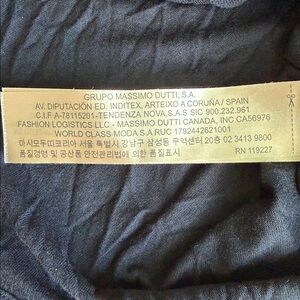 GRUPO MASSIMO DUTTI, S.A.
AV. DIPUTACIÓN ED. INDITEX, ARTEIXO A CORUÑA / SPAIN
C.I.F A-78115201-TENDENZA NOVA,S.A.S SIC 900.232.961
FASHION LOGISTICS LLC - MASSIMO DUTTI CANADA, INC CA56976
WORLD CLASS MODA S.A RUC 1792442621001
마시모두띠코리아 서울 특별시 강남구 삼성동 무역센터 20층 02 3413 9800
품질경영 및 공산품 안전관리법에 의한 품질표시
RN 119227